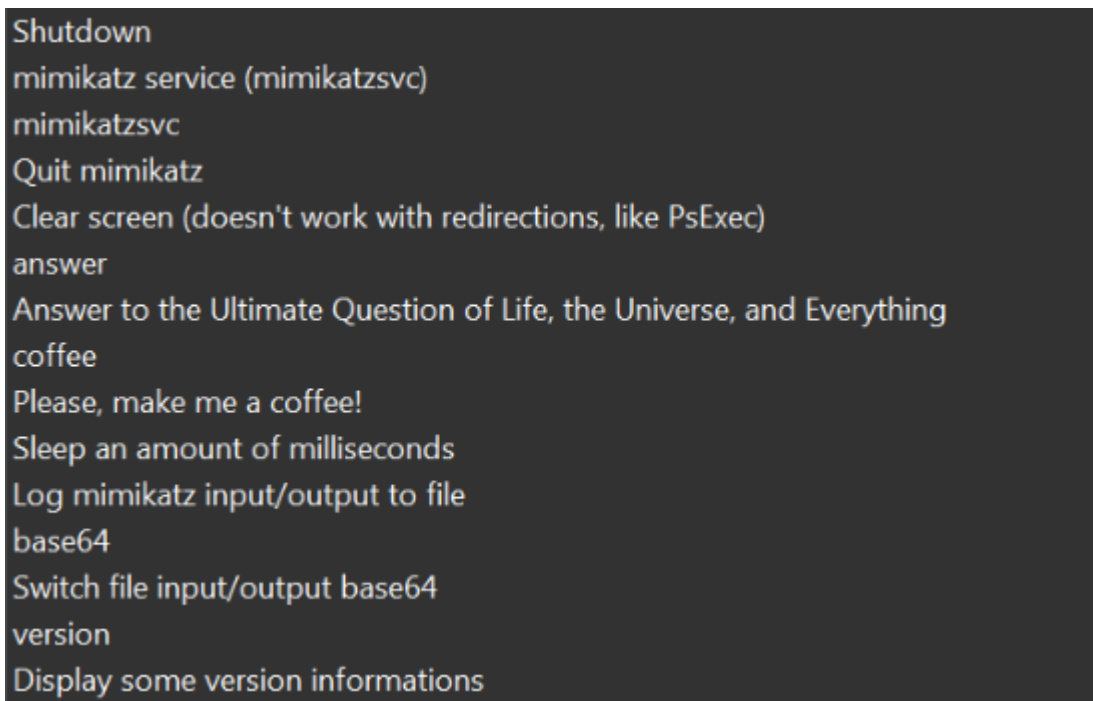 Shutdown
mimikatz service (mimikatzsvc)
mimikatzsvc
Quit mimikatz
Clear screen (doesn't work with redirections, like PsExec)
answer
Answer to the Ultimate Question of Life, the Universe, and Everything
coffee
Please, make me a coffee!
Sleep an amount of milliseconds
Log mimikatz input/output to file
base64
Switch file input/output base64
version
Display some version informations